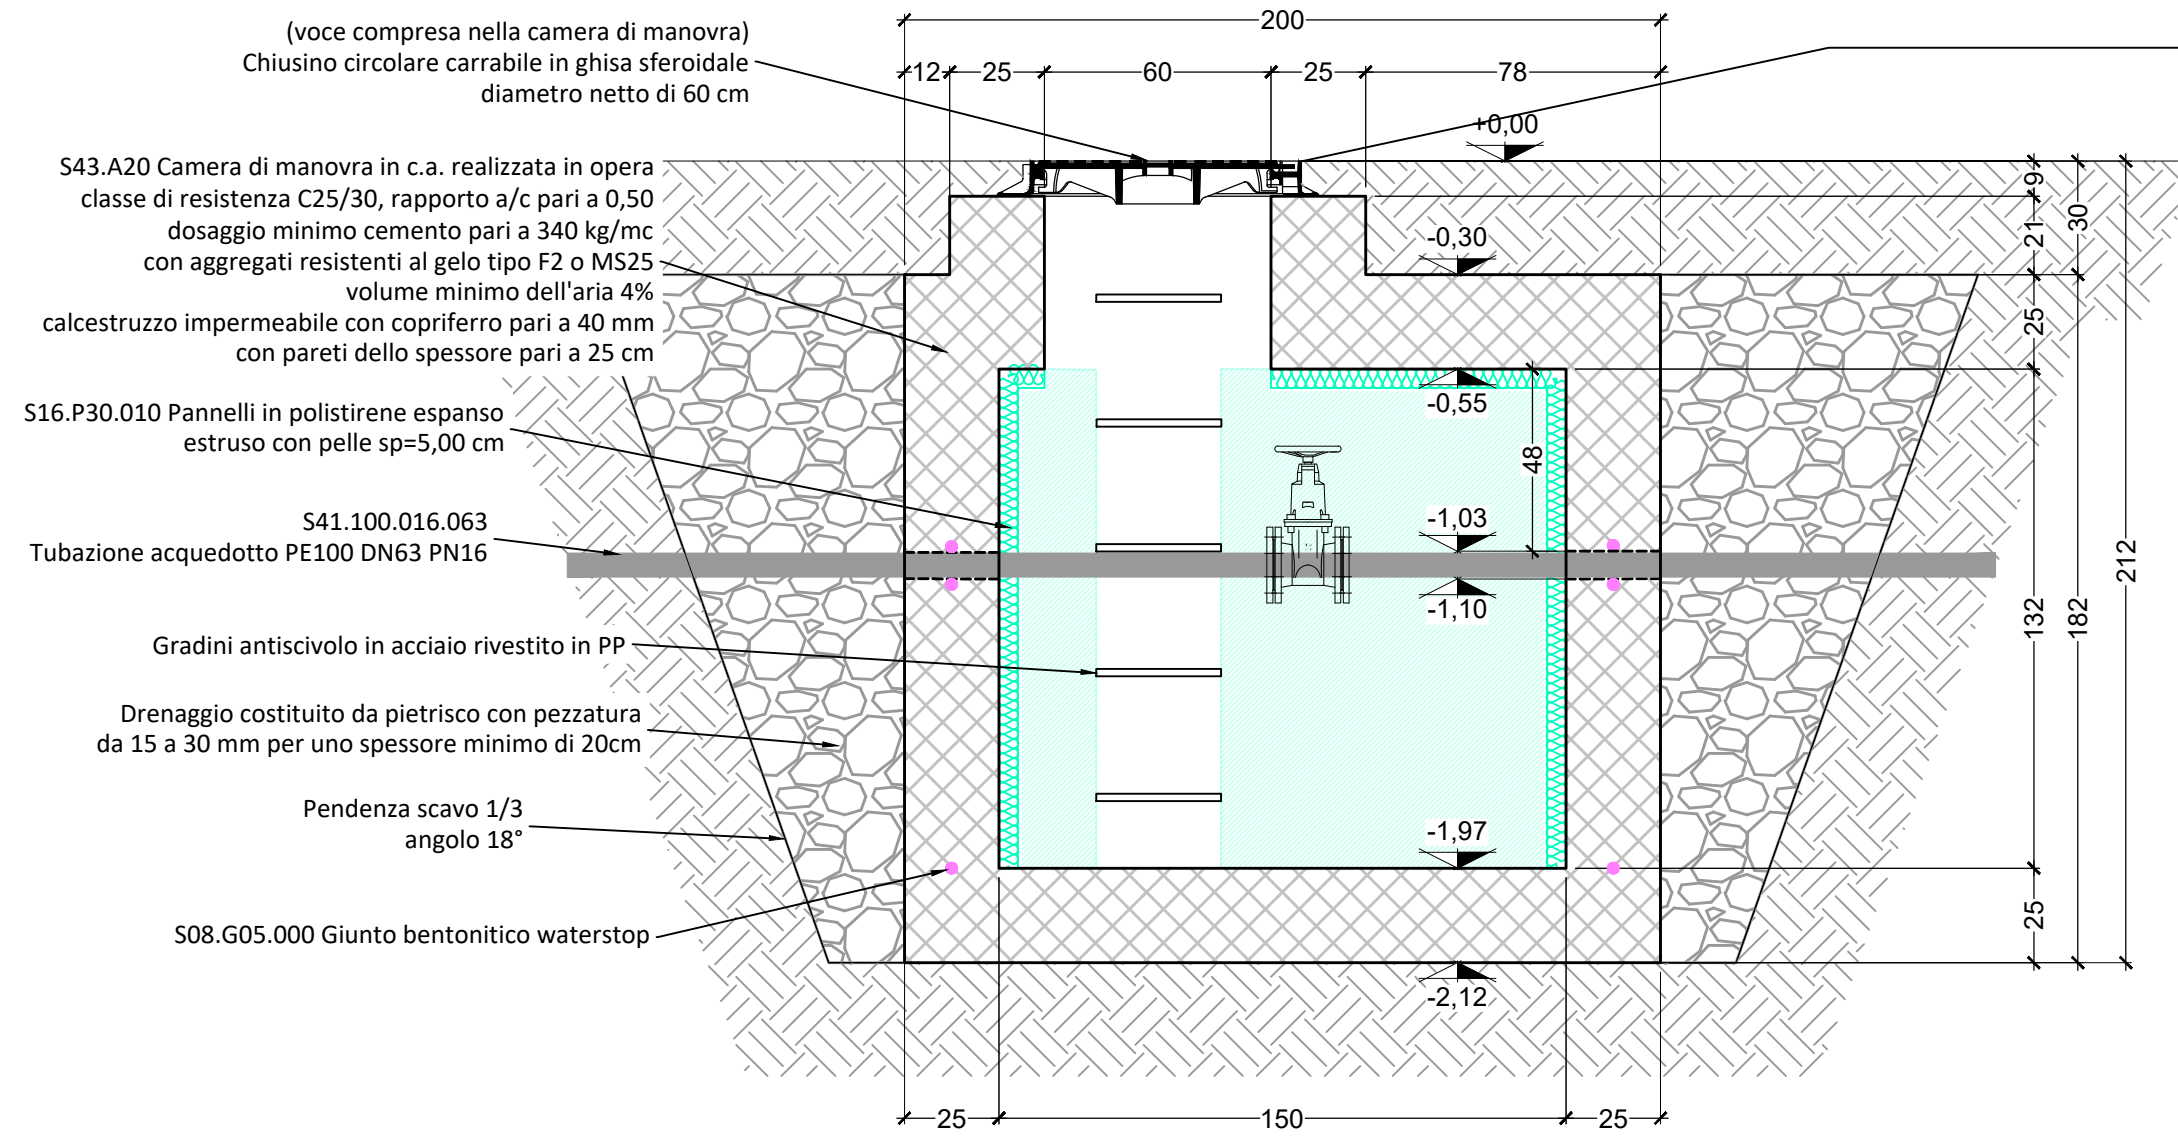 (voce compresa nella camera di manovra)
Chiusino circolare carrabile in ghisa sferoidale
diametro netto di 60 cm
S43.A20 Camera di manovra in c.a. realizzata in opera
classe di resistenza C25/30, rapporto a/c pari a 0,50
dosaggio minimo cemento pari a 340 kg/mc
con aggregati resistenti al gelo tipo F2 o MS25
volume minimo dell'aria 4%
calcestruzzo impermeabile con copriferro pari a 40 mm
con pareti dello spessore pari a 25 cm
S16.P30.010 Pannelli in polistirene espanso
estruso con pelle sp=5,00 cm
S41.100.016.063
Tubazione acquedotto PE100 DN63 PN16
Gradini antiscivolo in acciaio rivestito in PP
Drenaggio costituito da pietrisco con pezzatura
da 15 a 30 mm per uno spessore minimo di 20cm
Pendenza scavo 1/3
angolo 18°
S08.G05.000 Giunto bentonitico waterstop
200
12
25
60
25
78
+0,00
-0,30
-0,55
48
-1,03
-1,10
-1,97
-2,12
9
21
25
132
25
30
182
212
25
150
25